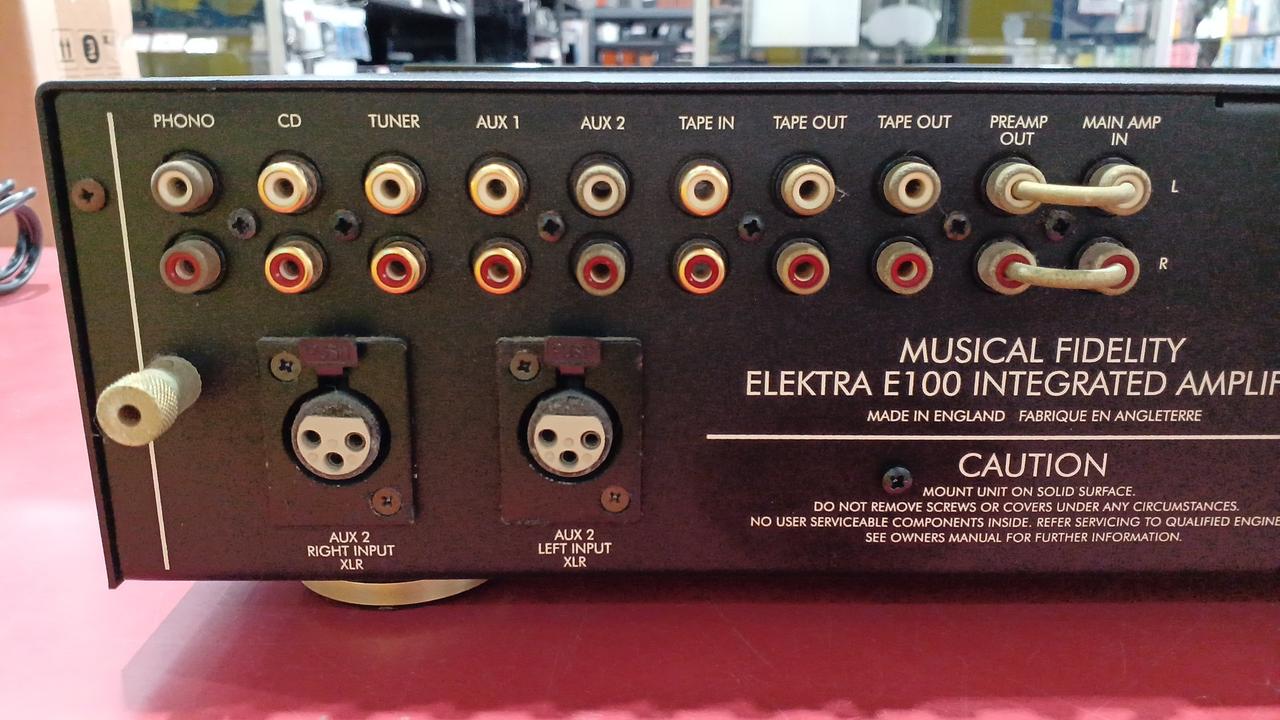 PHONO CD TUNER AUX 1 AUX 2 TAPE IN TAPE OUT TAPE OUT PREAMP OUT MAIN AMP IN
L
R
MUSICAL FIDELITY
ELEKTRA E100 INTEGRATED AMPLIF
MADE IN ENGLAND FABRIQUE EN ANGLETERRE
CAUTION
MOUNT UNIT ON SOLID SURFACE.
DO NOT REMOVE SCREWS OR COVERS UNDER ANY CIRCUMSTANCES.
NO USER SERVICEABLE COMPONENTS INSIDE. REFER SERVICING TO QUALIFIED ENGINE
SEE OWNERS MANUAL FOR FURTHER INFORMATION.
AUX 2
RIGHT INPUT
XLR
AUX 2
LEFT INPUT
XLR